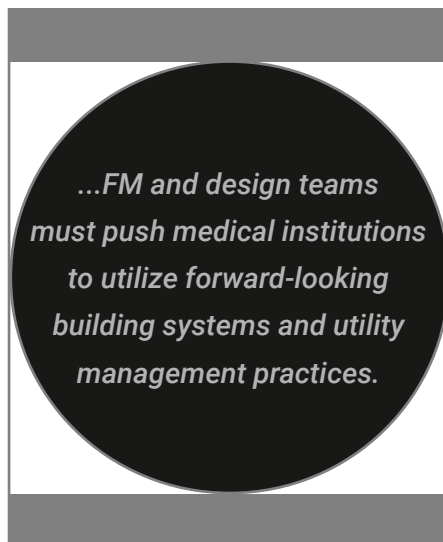 ...FM and design teams
must push medical institutions
to utilize forward-looking
building systems and utility
management practices.